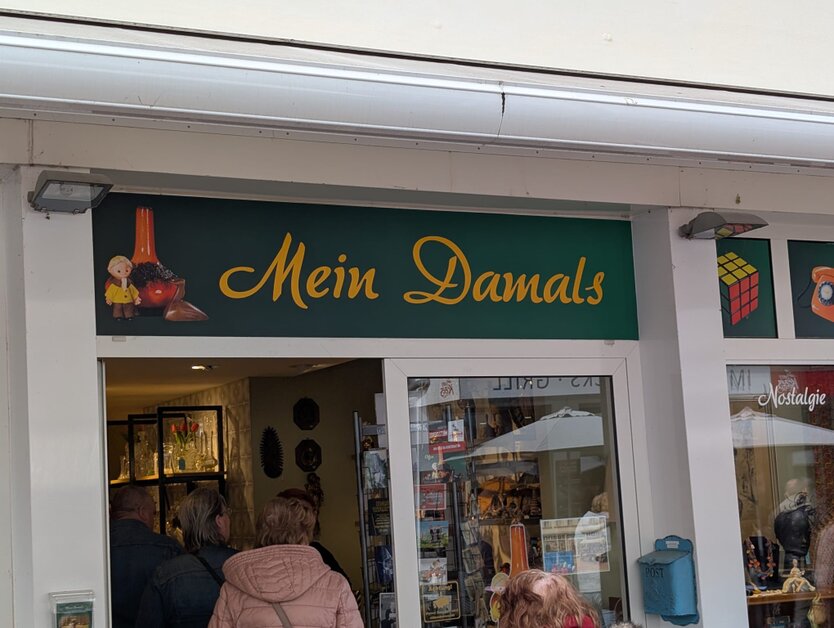 Mein Damals
Nostalgie
POST